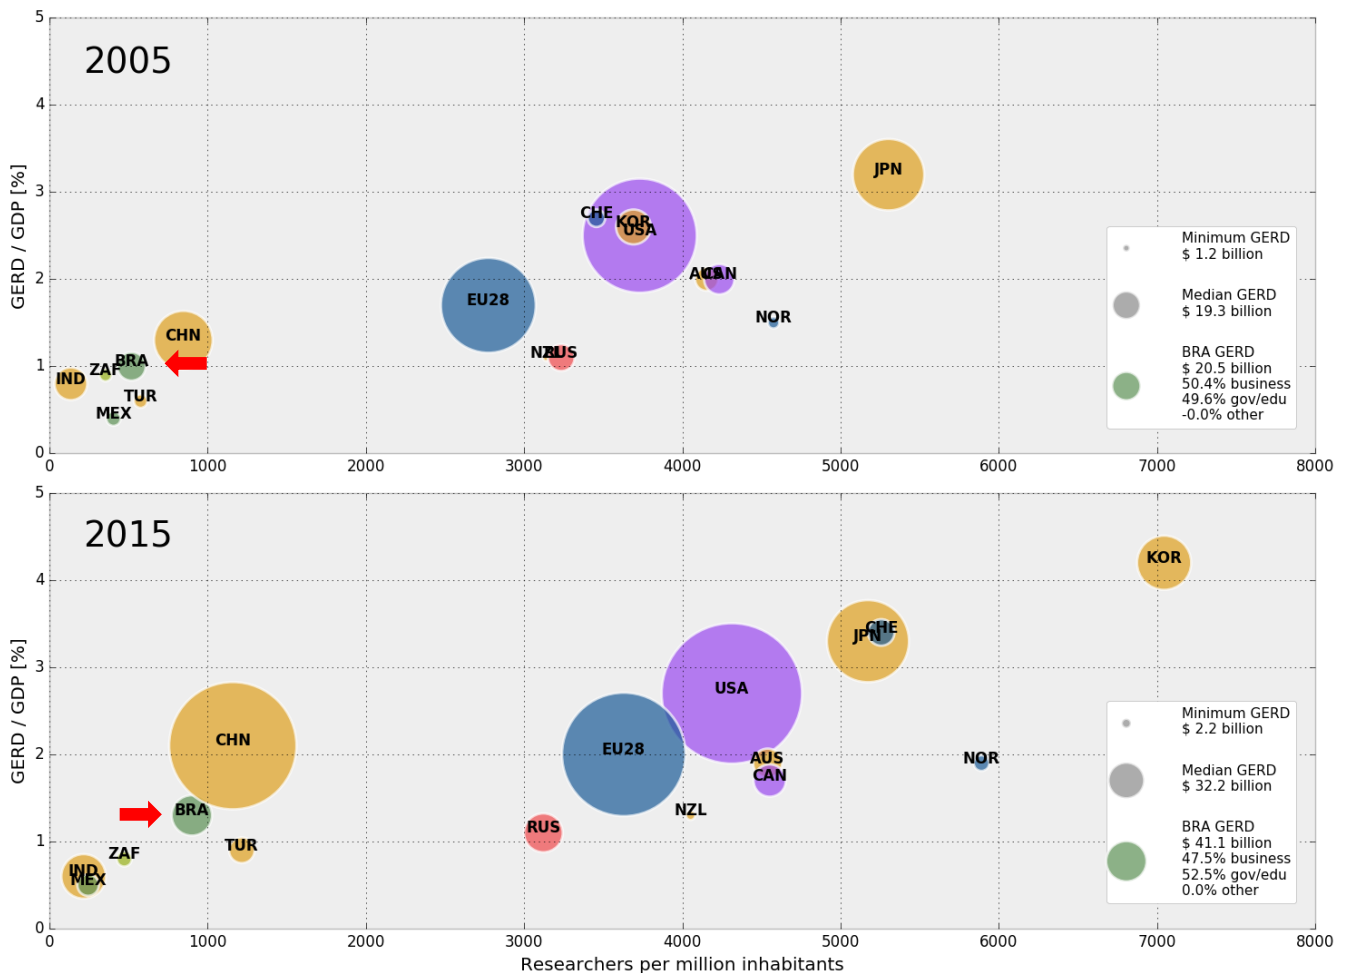 2005
GERD / GDP [%]
5
4
3
2
1
0
JPN
CHE
KOR
USA
AUS
CAN
EU28
NOR
CHN
NZL
RUS
BRA
ZAF
IND
TUR
MEX
Minimum GERD
$ 1.2 billion
Median GERD
$ 19.3 billion
BRA GERD
$ 20.5 billion
50.4% business
49.6% gov/edu
-0.0% other
0 1000 2000 3000 4000 5000 6000 7000 8000
2015
GERD / GDP [%]
5
4
3
2
1
0
KOR
CHE
JPN
USA
CHN
EU28
AUS
NOR
CAN
BRA
NZL
RUS
TUR
ZAF
IND
MEX
Minimum GERD
$ 2.2 billion
Median GERD
$ 32.2 billion
BRA GERD
$ 41.1 billion
47.5% business
52.5% gov/edu
0.0% other
0 1000 2000 3000 4000 5000 6000 7000 8000
Researchers per million inhabitants